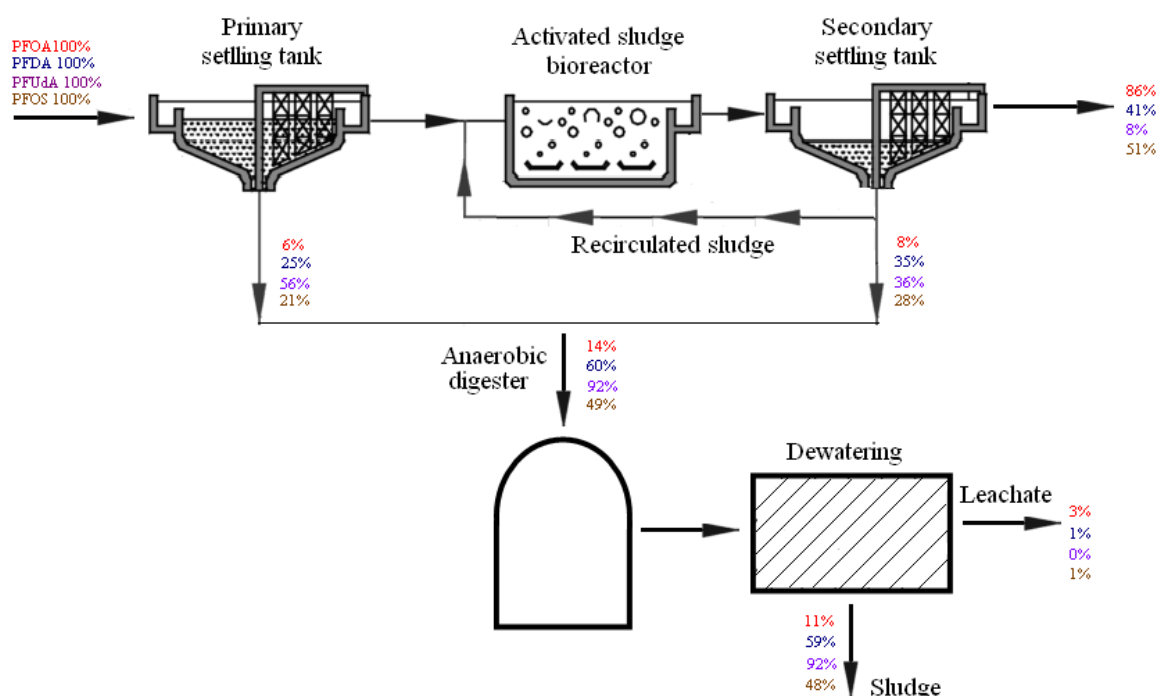 Primary
setlling tank
Activated sludge
bioreactor
Secondary
settling tank
PFOA100%
PFDA 100%
PFUdA 100%
PFOS 100%
86%
41%
8%
51%
Recirculated sludge
6%
25%
56%
21%
8%
35%
36%
28%
Anaerobic
digester
14%
60%
92%
49%
Dewatering
Leachate
3%
1%
0%
1%
11%
59%
92%
48%
Sludge